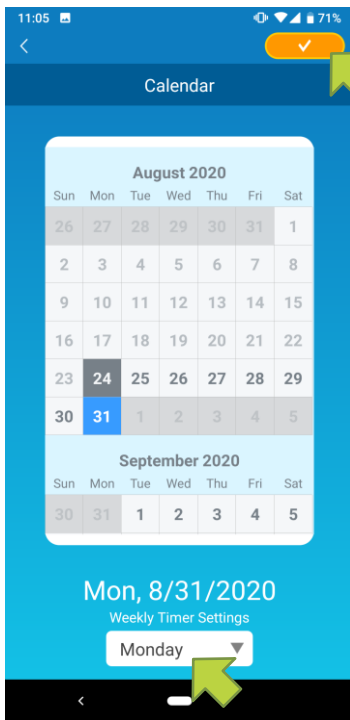 11:05 71%
Calendar
August 2020
Sun Mon Tue Wed Thu Fri Sat
26 27 28 29 30 31 1
2 3 4 5 6 7 8
9 10 11 12 13 14 15
16 17 18 19 20 21 22
23 24 25 26 27 28 29
30 31 1 2 3 4 5
September 2020
Sun Mon Tue Wed Thu Fri Sat
30 31 1 2 3 4 5
Mon, 8/31/2020
Weekly Timer Settings
Monday